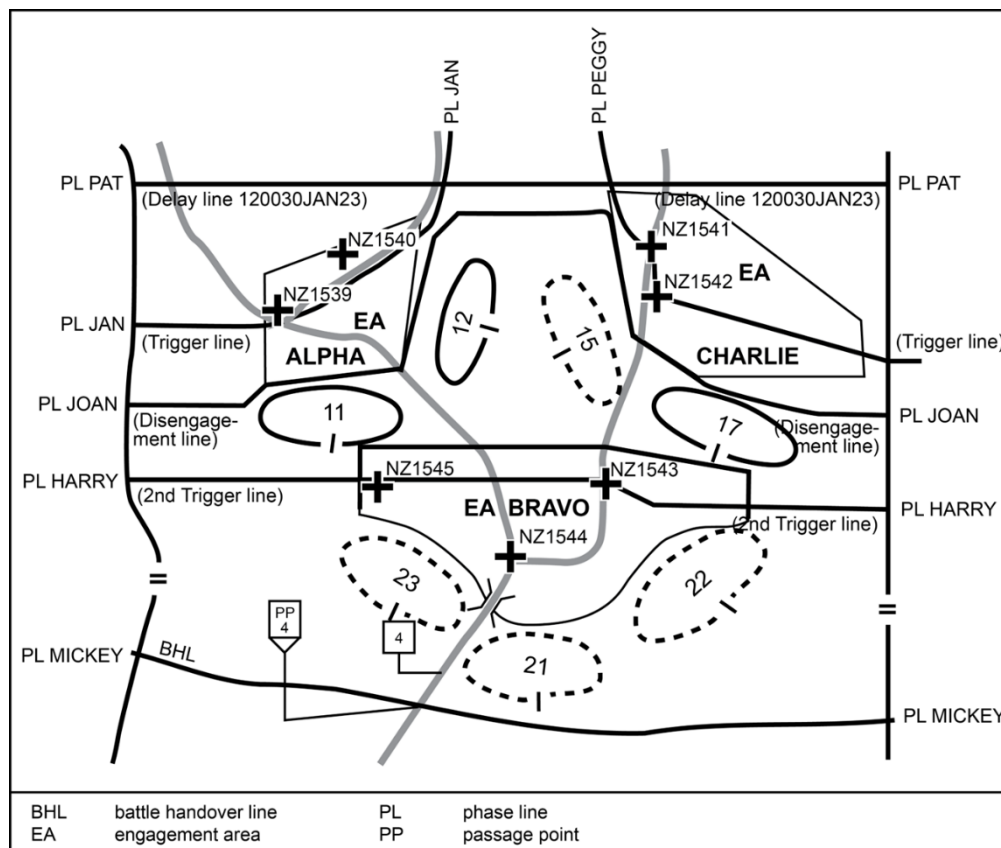 PL JAN
PL PEGGY
PL PAT
PL PAT
(Delay line 120030JAN23)
(Delay line 120030JAN23)
NZ1540
NZ1541
EA
NZ1539
NZ1542
EA
12
15
PL JAN
(Trigger line)
ALPHA
CHARLIE
(Trigger line)
PL JOAN
(Disengage-
ment line)
11
17
(Disengage-
ment line)
PL JOAN
PL HARRY
(2nd Trigger line)
NZ1545
NZ1543
EA BRAVO
(2nd Trigger line)
PL HARRY
NZ1544
23
22
PP
4
4
PL MICKEY
BHL
21
PL MICKEY
BHL battle handover line PL phase line
EA engagement area PP passage point